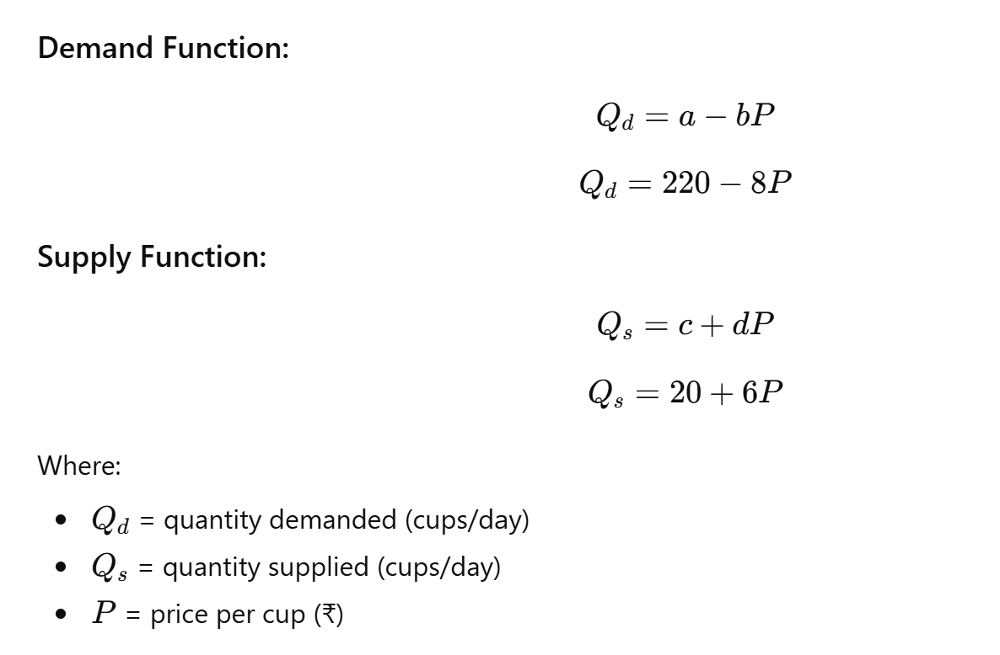 Demand Function:
Q_d = a − bP
Q_d = 220 − 8P
Supply Function:
Q_s = c + dP
Q_s = 20 + 6P
Where:
• Q_d = quantity demanded (cups/day)
• Q_s = quantity supplied (cups/day)
• P = price per cup (₹)